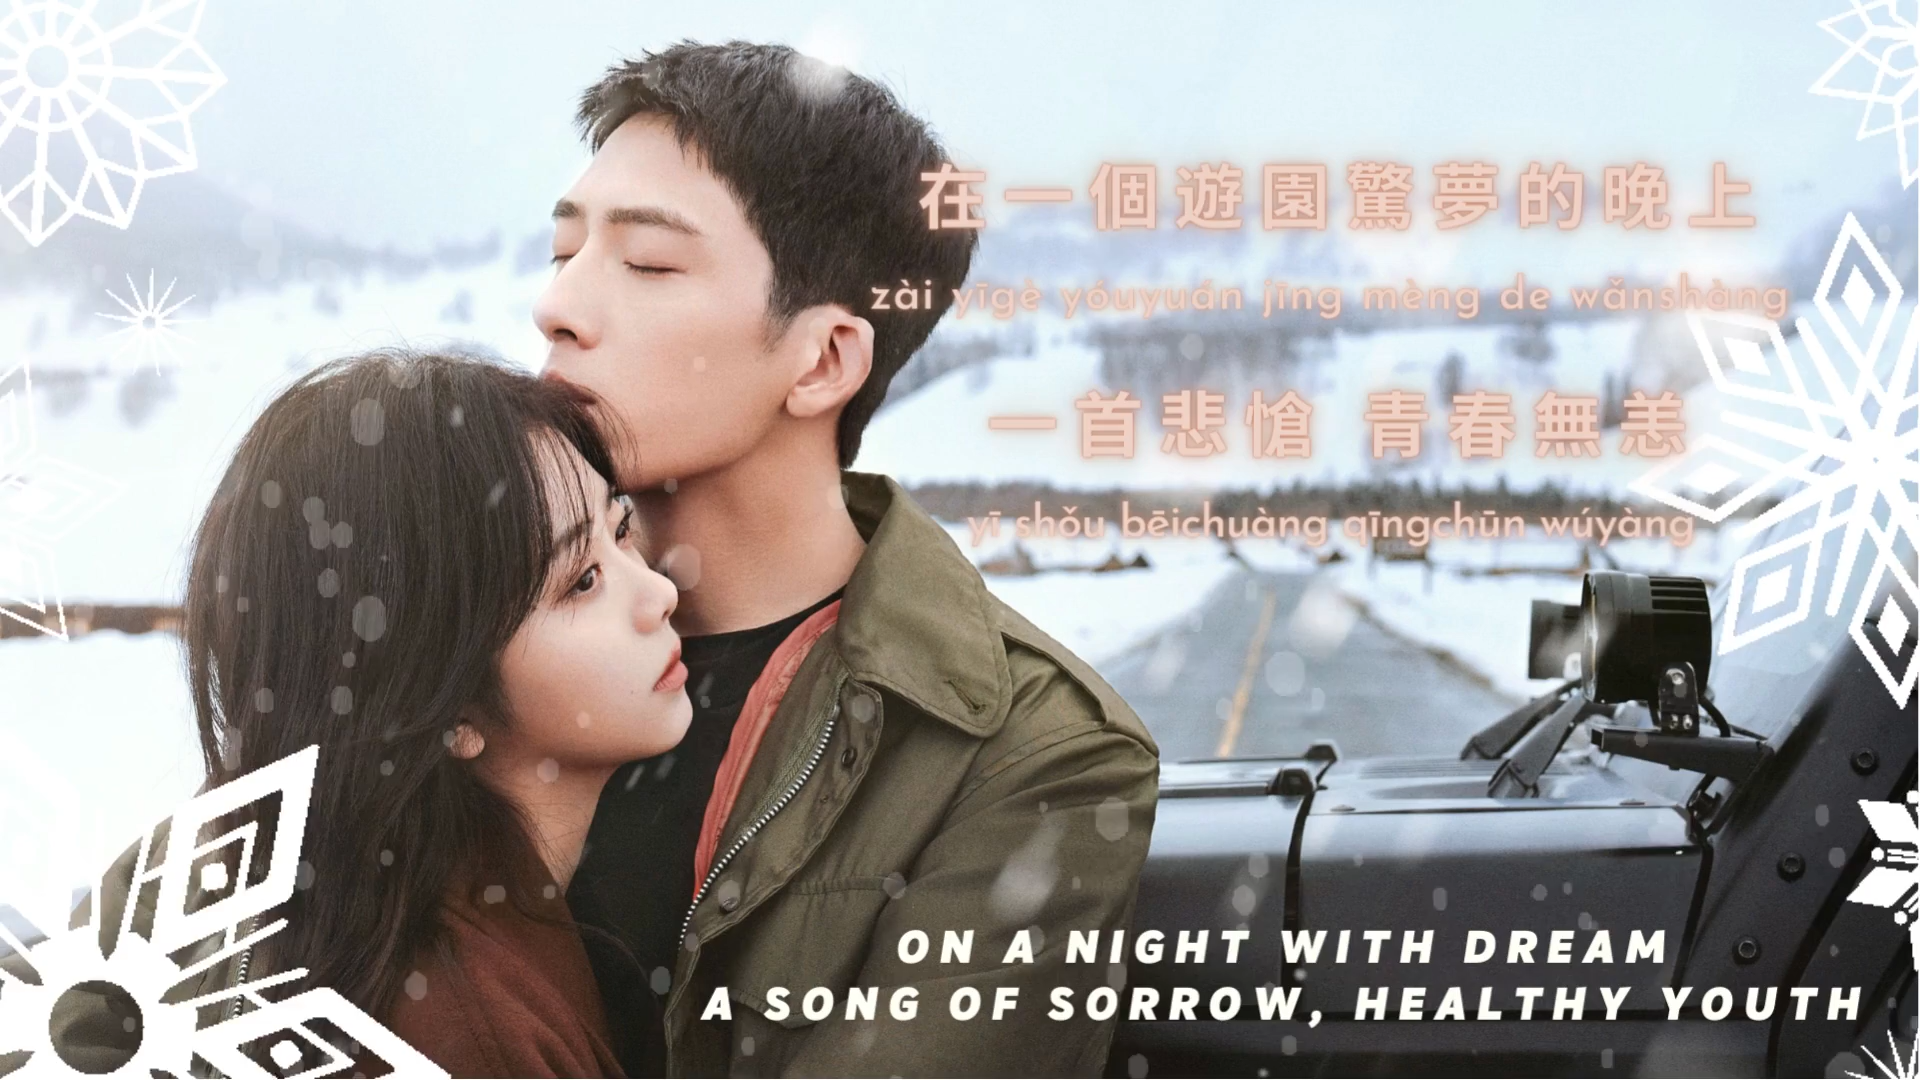 在一個遊園驚夢的晚上
zài yīgè yóuyuán jīng mèng de wǎnshàng
一首悲愴 青春無恙
yī shǒu bēichuàng qīngchūn wúyàng
ON A NIGHT WITH DREAM
A SONG OF SORROW, HEALTHY YOUTH